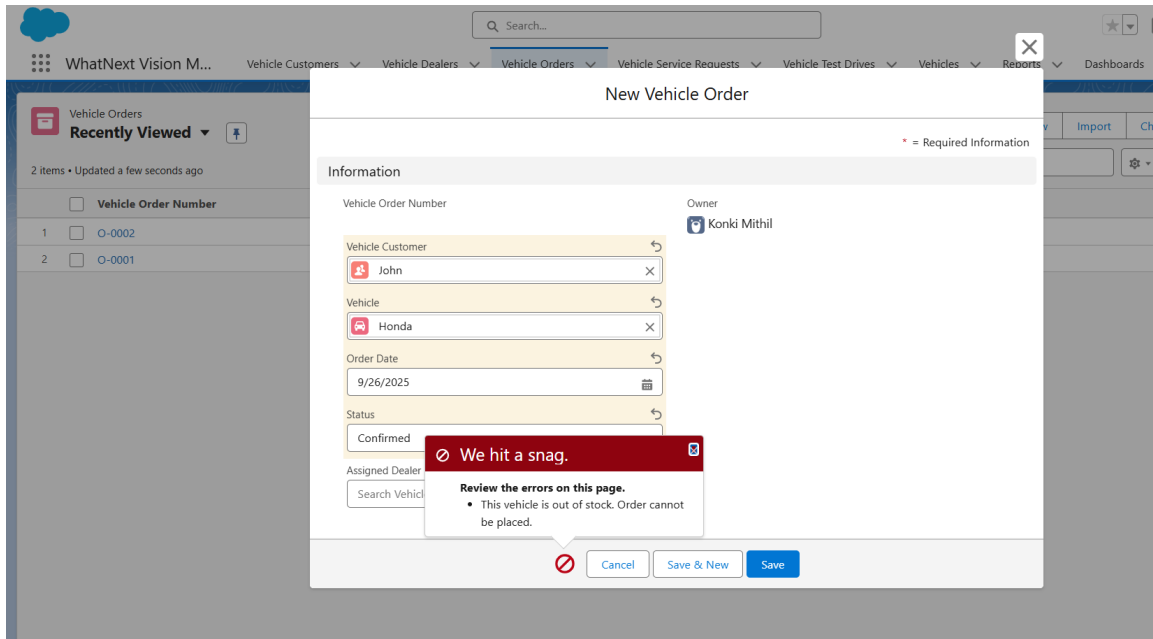 Search...
WhatNext Vision M...
Vehicle Customers
Vehicle Dealers
Vehicle Orders
Vehicle Service Requests
Vehicle Test Drives
Vehicles
Reports
Dashboards
Vehicle Orders
Recently Viewed
Import
2 items • Updated a few seconds ago
Vehicle Order Number
1 O-0002
2 O-0001
New Vehicle Order
* = Required Information
Information
Vehicle Order Number
Owner
Konki Mithil
Vehicle Customer
John
Vehicle
Honda
Order Date
9/26/2025
Status
Confirmed
Assigned Dealer
Search Vehicl
We hit a snag.
Review the errors on this page.
• This vehicle is out of stock. Order cannot
be placed.
Cancel
Save & New
Save